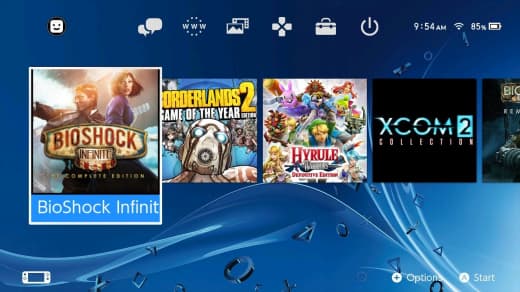 WWW
9:54AM
85%
BIOSHOCK
INFINITE
COMPLETE EDITION
BORDERLANDS 2
GAME OF THE YEAR EDITION
HYRULE
WARRIORS
DEFINITIVE EDITION
XCOM 2
COLLECTION
BioShock Infinit
Options
A Start